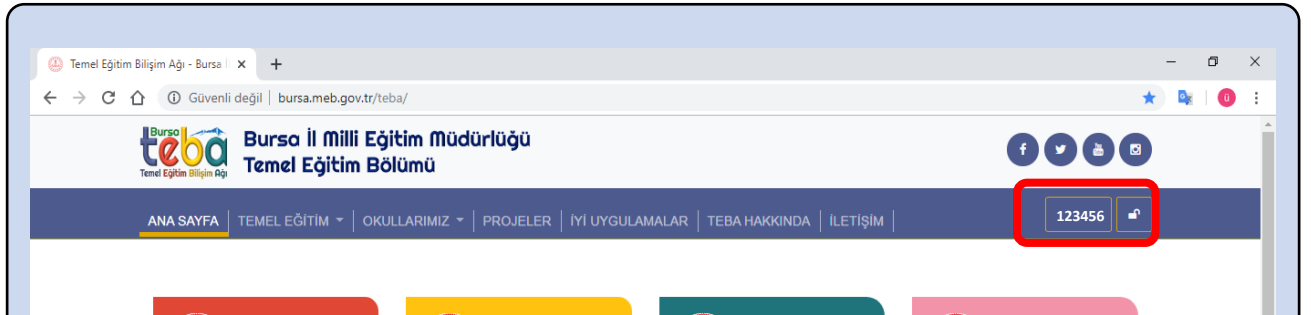 Temel Eğitim Bilişim Ağı - Bursa İ
Güvenli değil | bursa.meb.gov.tr/teba/
ü
Bursa
teba
Temel Eğitim Bilişim Ağı
Bursa İl Milli Eğitim Müdürlüğü
Temel Eğitim Bölümü
ANA SAYFA | TEMEL EĞİTİM | OKULLARIMIZ | PROJELER | İYİ UYGULAMALAR | TEBA HAKKINDA | İLETİŞİM |
123456